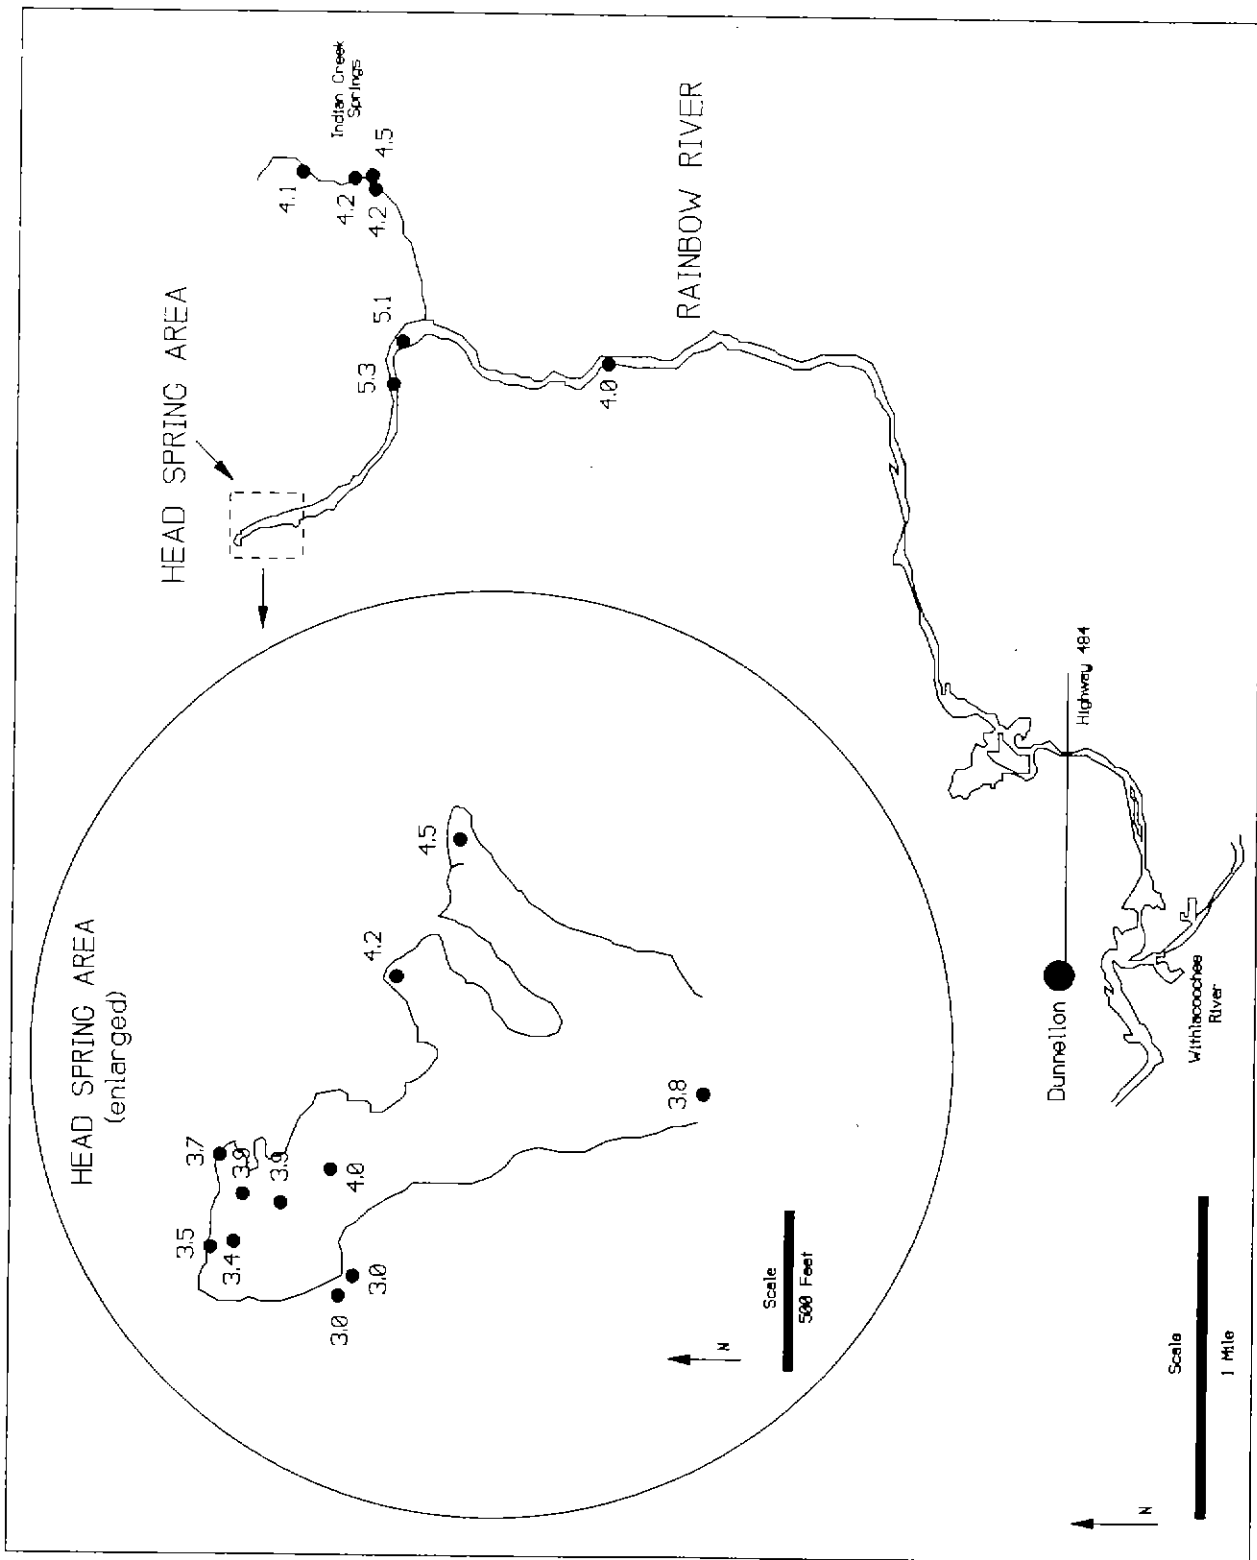 HEAD SPRING AREA
(enlarged)
3.5
3.7
3.4
3.9
3.9
4.0
3.0
3.0
4.2
4.5
3.8
N
Scale
500 Feet
HEAD SPRING AREA
5.3
5.1
4.1
4.2
4.5
4.2
Indian Creek
Springs
4.0
RAINBOW RIVER
Dunnellon
Highway 484
Withlacoochee
River
N
Scale
1 Mile